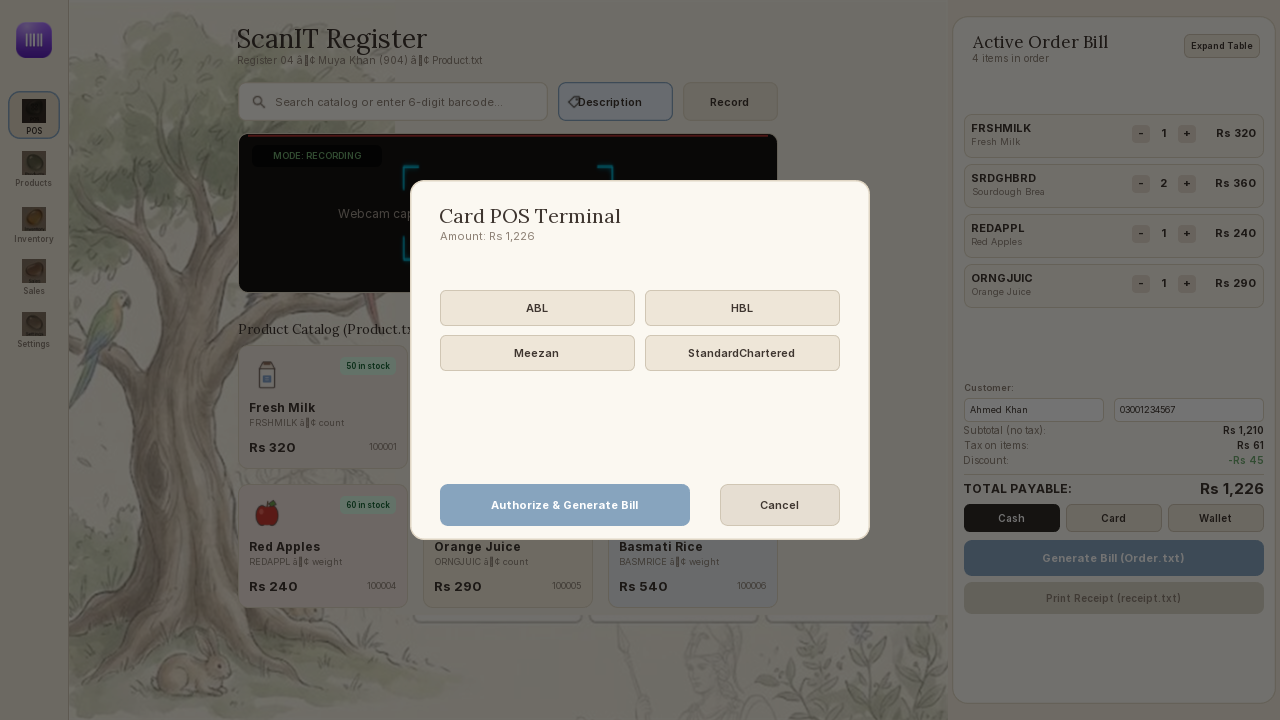 ScanIT Register
Register 04 â¢ Muya Khan (904) â¢ Product.txt
Search catalog or enter 6-digit barcode...
Description
Record
MODE: RECORDING
Webcam cap
POS
Products
Inventory
Sales
Settings
Product Catalog (Product.tx
50 in stock
Fresh Milk
FRSHMILK â¢ count
Rs 320
100001
60 in stock
Red Apples
REDAPPL â¢ weight
Rs 240
100004
Orange Juice
ORNGJUIC â¢ count
Rs 290
100005
Basmati Rice
BASMRICE â¢ weight
Rs 540
100006
Card POS Terminal
Amount: Rs 1,226
ABL
HBL
Meezan
StandardChartered
Authorize & Generate Bill
Cancel
Active Order Bill
4 items in order
Expand Table
FRSHMILK
Fresh Milk
- 1 + Rs 320
SRDGHBRD
Sourdough Brea
- 2 + Rs 360
REDAPPL
Red Apples
- 1 + Rs 240
ORNGJUIC
Orange Juice
- 1 + Rs 290
Customer:
Ahmed Khan
03001234567
Subtotal (no tax): Rs 1,210
Tax on items: Rs 61
Discount: -Rs 45
TOTAL PAYABLE: Rs 1,226
Cash
Card
Wallet
Generate Bill (Order.txt)
Print Receipt (receipt.txt)